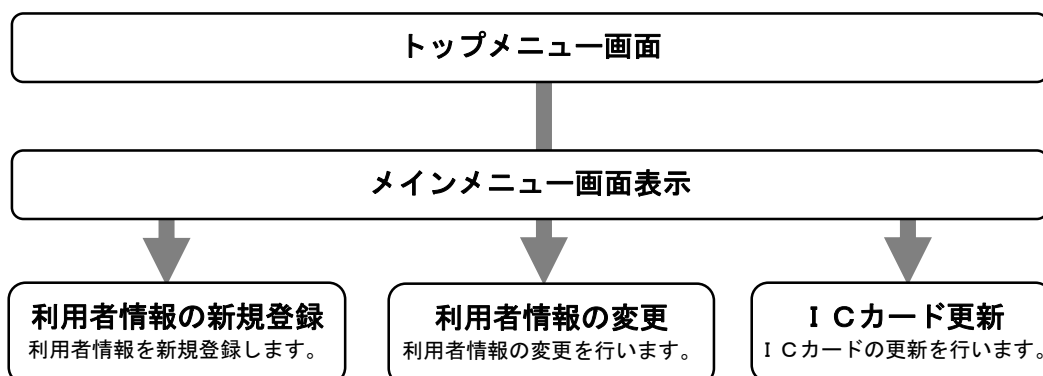 トップメニュー画面
メインメニュー画面表示
利用者情報の新規登録
利用者情報を新規登録します。
利用者情報の変更
利用者情報の変更を行います。
ＩＣカード更新
ＩＣカードの更新を行います。